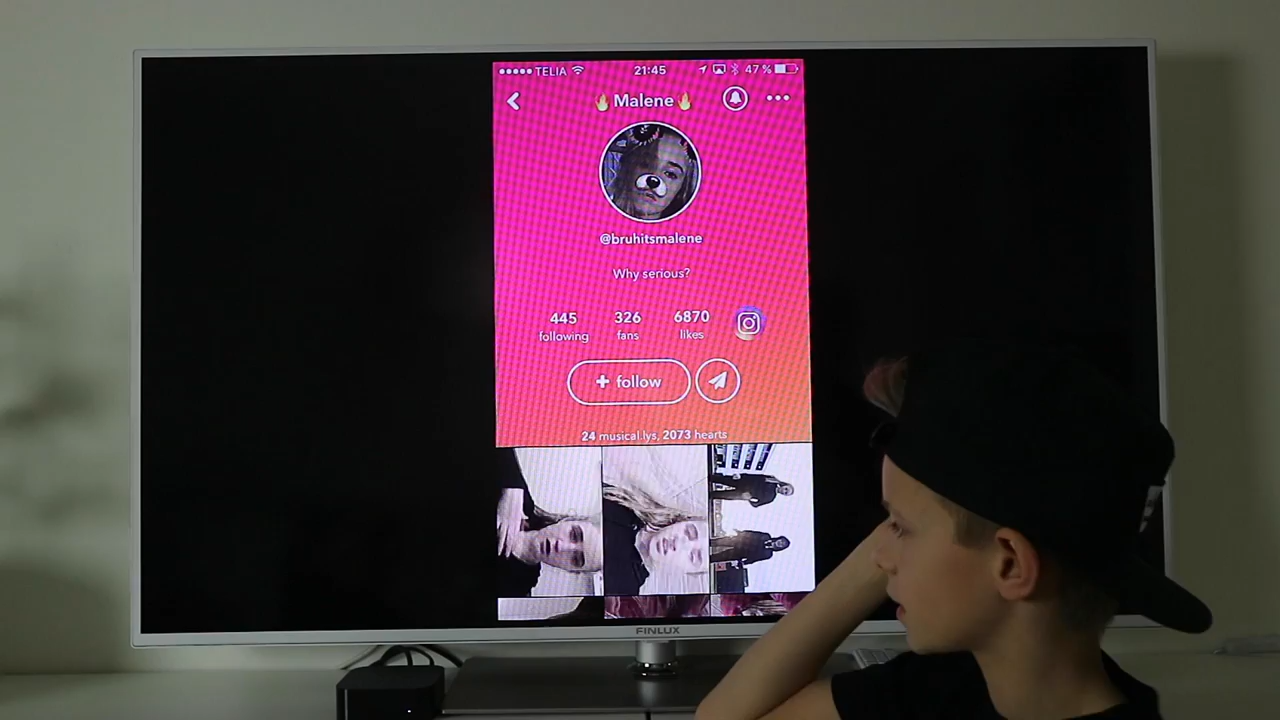 TELIA 21:45 47 %
🔥Malene🔥
@bruhitsmalene
Why serious?
445 326 6870
following fans likes
+ follow
24 musical.lys, 2073 hearts
FINLUX